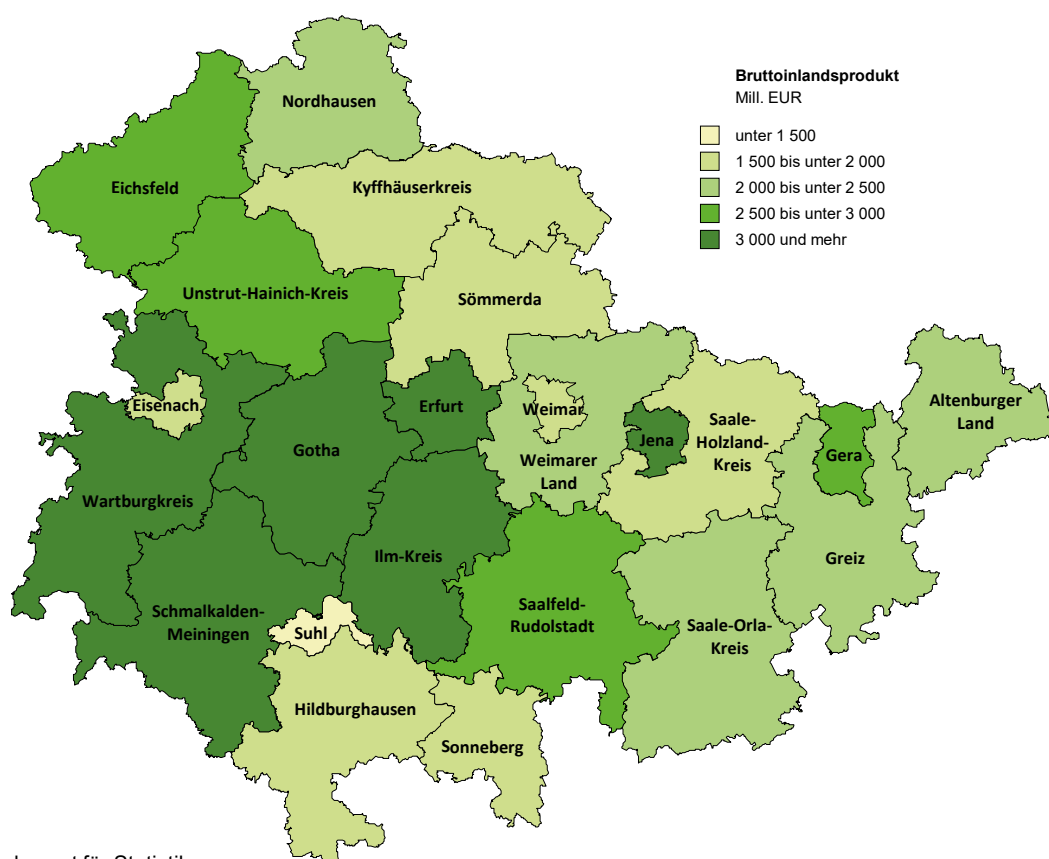 Bruttoinlandsprodukt
Mill. EUR
unter 1 500
1 500 bis unter 2 000
2 000 bis unter 2 500
2 500 bis unter 3 000
3 000 und mehr
Nordhausen
Eichsfeld
Kyffhäuserkreis
Unstrut-Hainich-Kreis
Sömmerda
Eisenach
Erfurt
Weimar
Altenburger
Land
Saale-
Holzland-
Kreis
Jena
Gotha
Gera
Weimarer
Land
Wartburgkreis
Ilm-Kreis
Greiz
Schmalkalden-
Meiningen
Saalfeld-
Rudolstadt
Suhl
Saale-Orla-
Kreis
Hildburghausen
Sonneberg